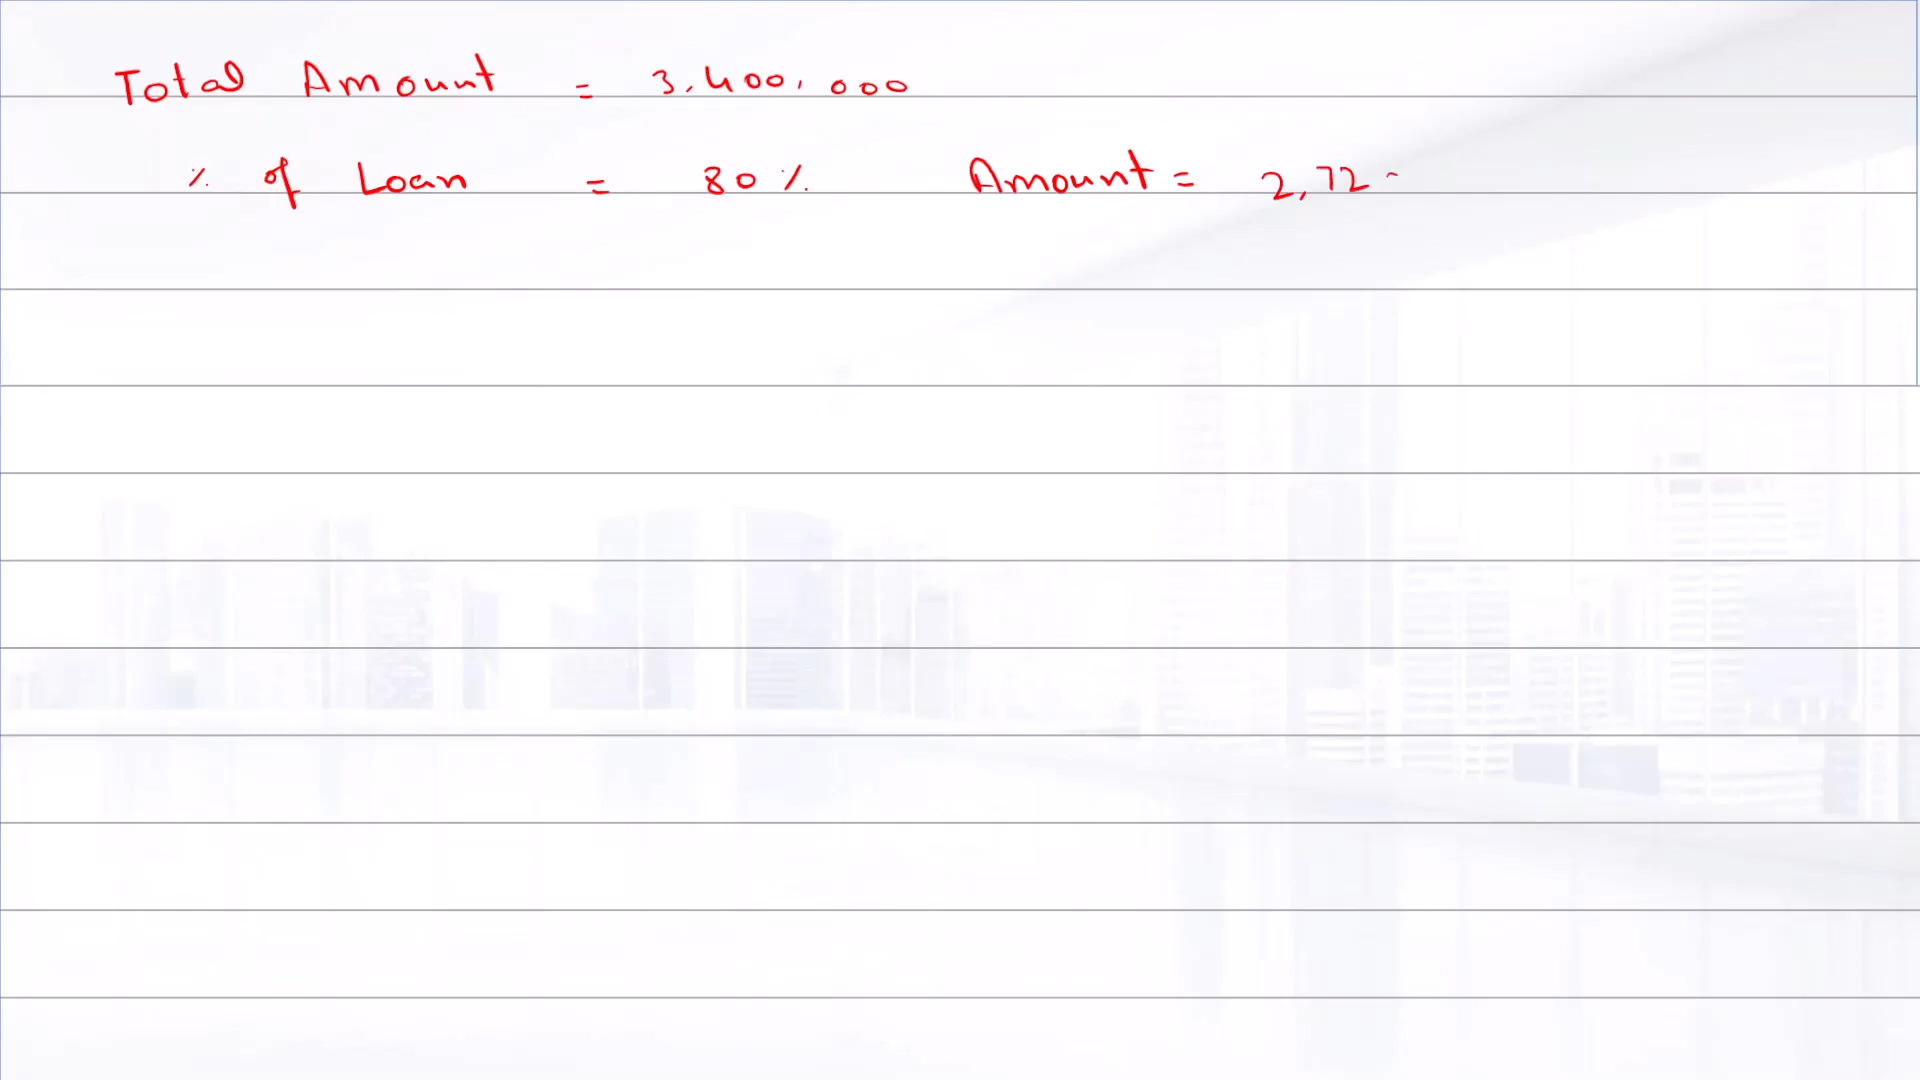 Total Amount = 3,400,000
% of Loan = 80% Amount = 2,72